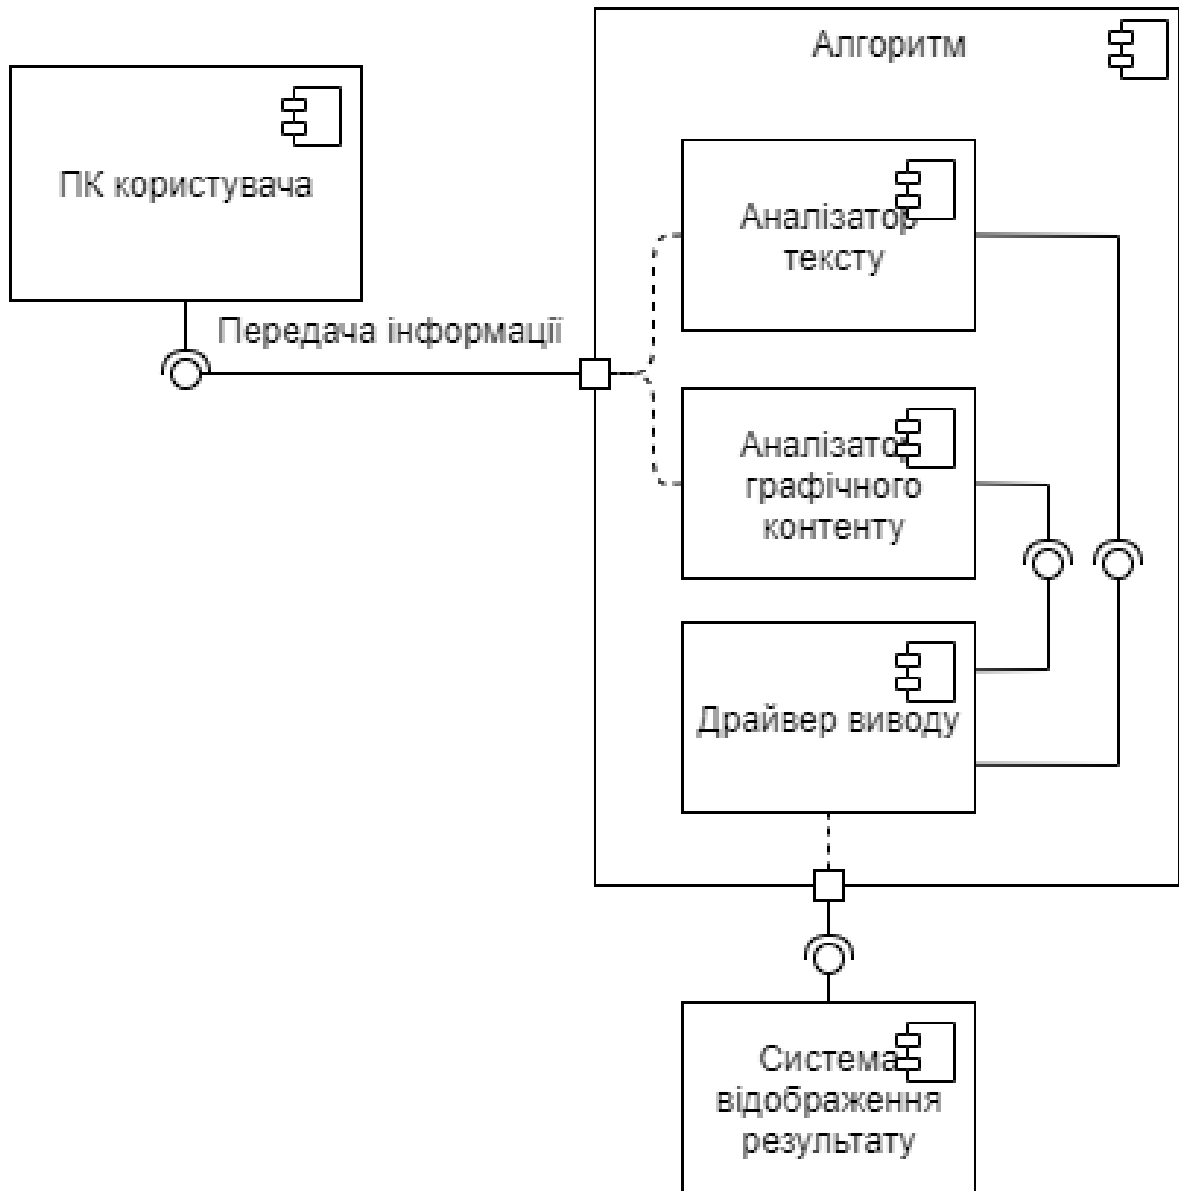 Алгоритм
ПК користувача
Аналізатор
тексту
Передача інформації
Аналізатор
графічного
контенту
Драйвер виводу
Система
відображення
результату